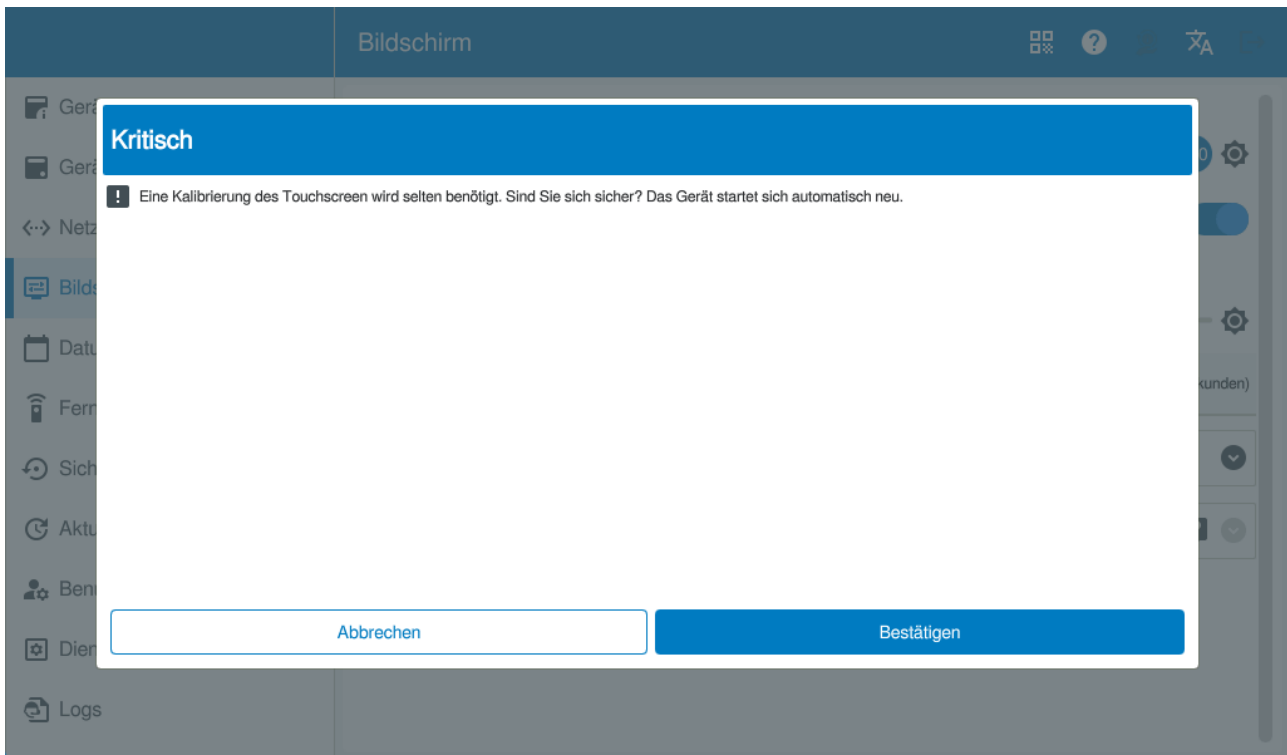 Bildschirm
Kritisch
Eine Kalibrierung des Touchscreen wird selten benötigt. Sind Sie sich sicher? Das Gerät startet sich automatisch neu.
Abbrechen
Bestätigen
Logs